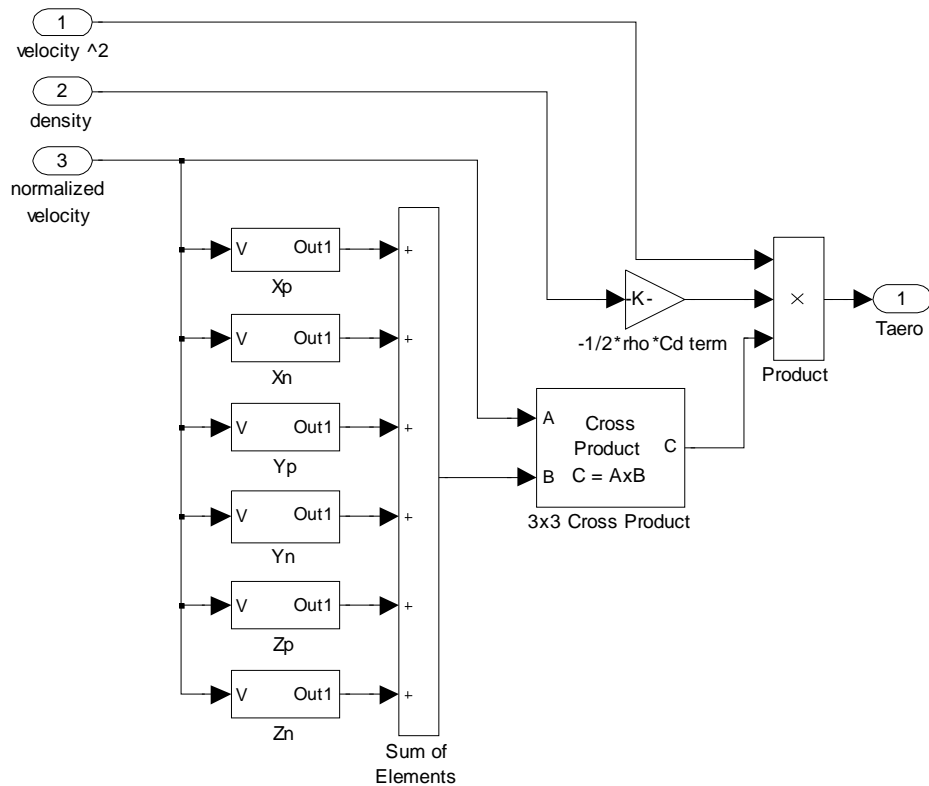 1
velocity ^2
2
density
3
normalized
velocity
V Out1
Xp
V Out1
Xn
V Out1
Yp
V Out1
Yn
V Out1
Zp
V Out1
Zn
+
+
+
+
+
+
Sum of
Elements
-K-
-1/2*rho*Cd term
A
B
Cross
Product
C = AxB
C
3x3 Cross Product
×
Product
1
Taero